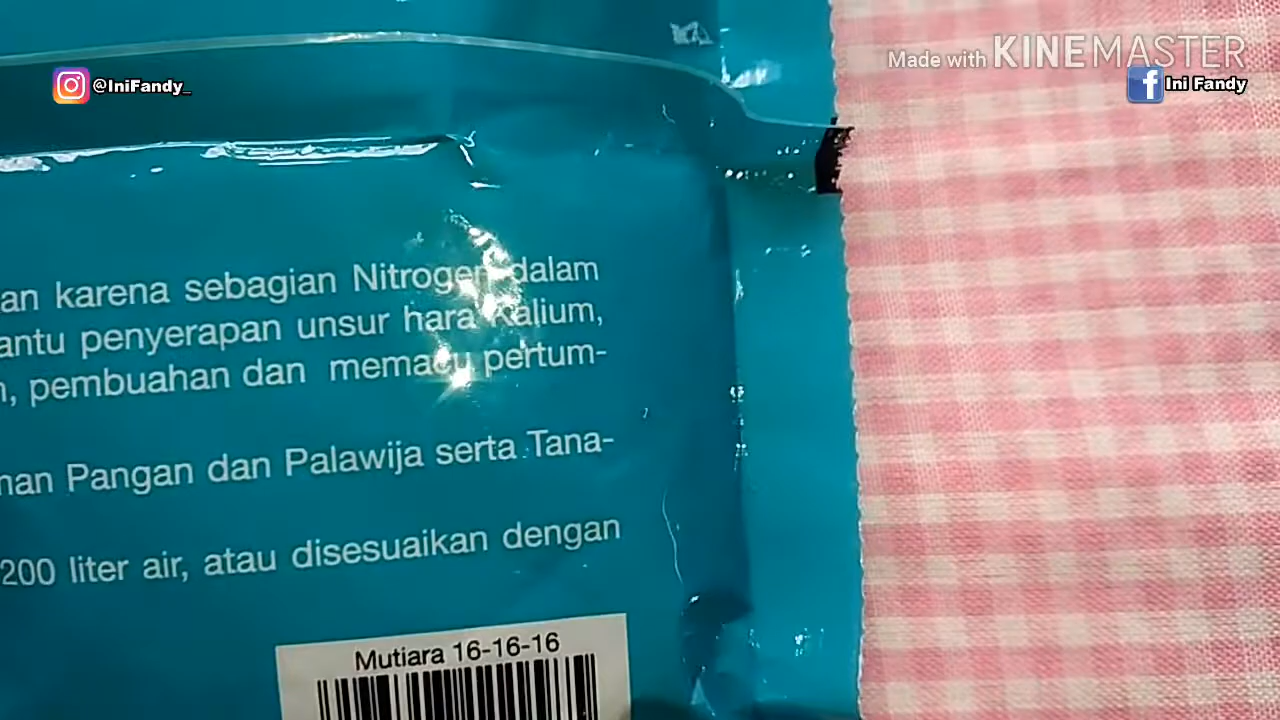 Made with KINEMASTER
@IniFandy_
Ini Fandy
an karena sebagian Nitrogen dalam
antu penyerapan unsur hara Kalium,
n, pembuahan dan memacu pertum-
nan Pangan dan Palawija serta Tana-
200 liter air, atau disesuaikan dengan
Mutiara 16-16-16